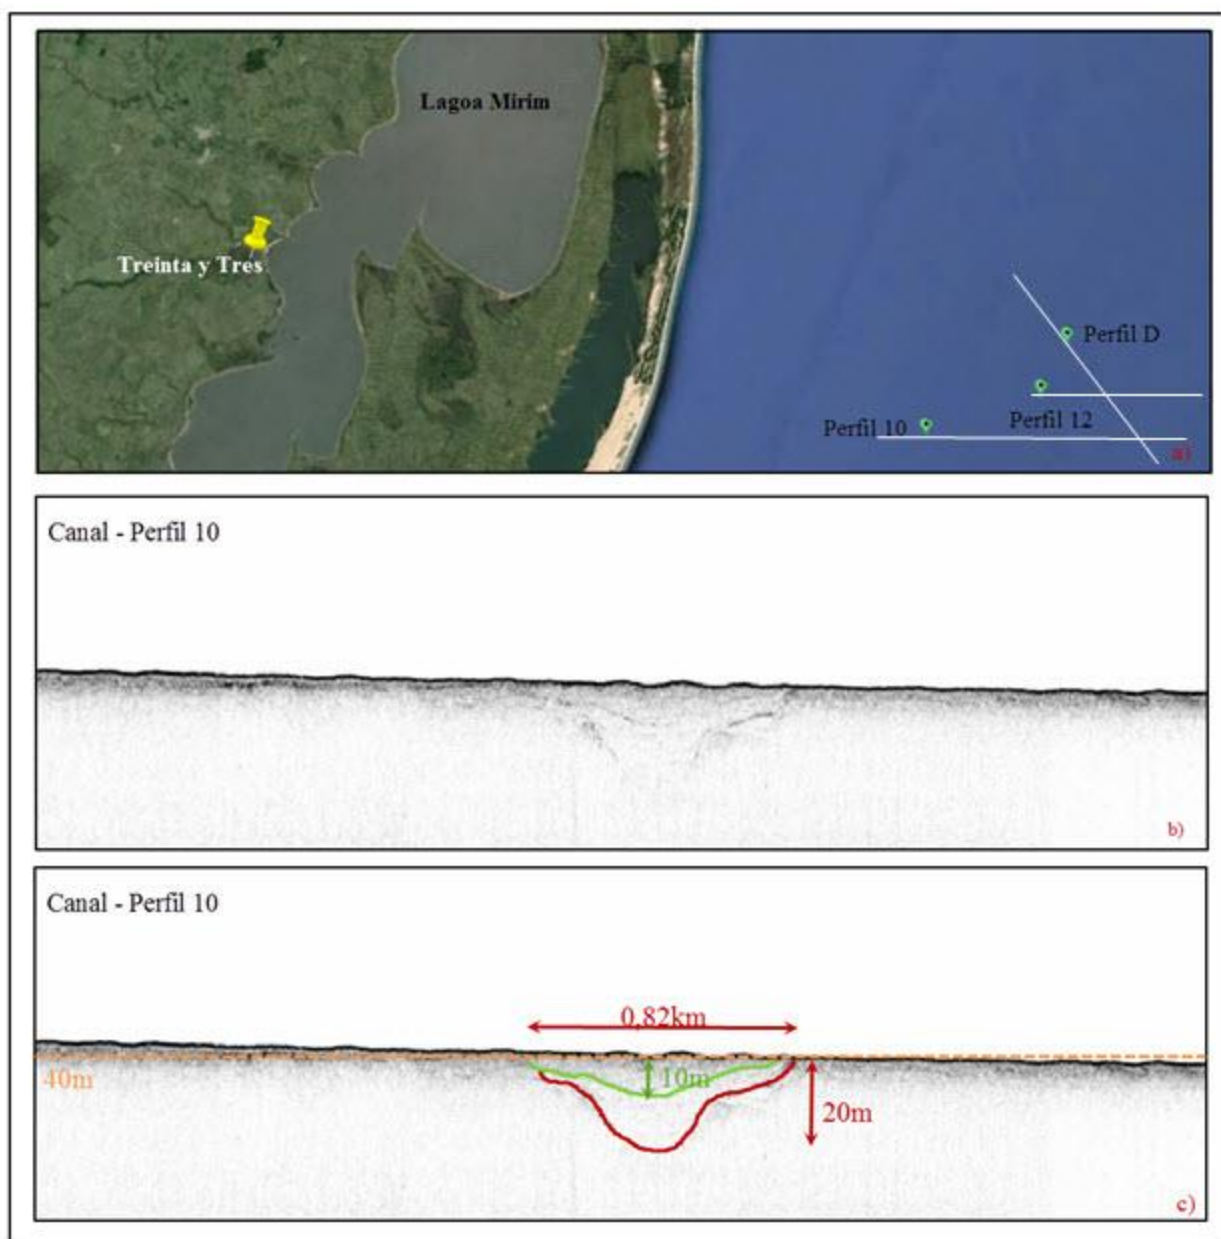 Lagoa Mirim
Treinta y Tres
Perfil D
Perfil 12
Perfil 10
a)
Canal - Perfil 10
b)
Canal - Perfil 10
0,82km
40m
10m
20m
c)